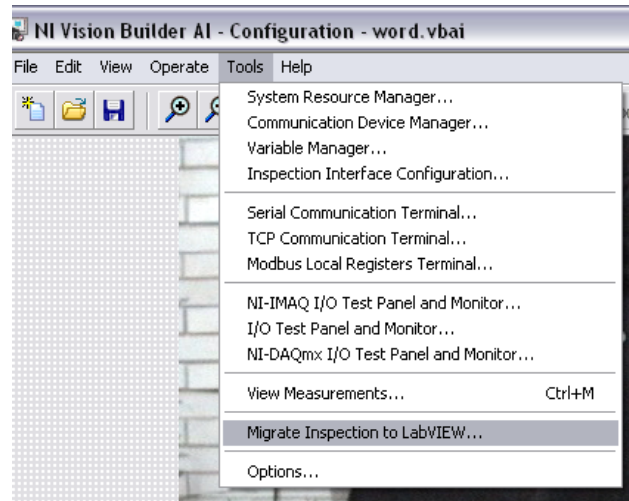 NI Vision Builder AI - Configuration - word.vbai
File Edit View Operate Tools Help
System Resource Manager...
Communication Device Manager...
Variable Manager...
Inspection Interface Configuration...
Serial Communication Terminal...
TCP Communication Terminal...
Modbus Local Registers Terminal...
NI-IMAQ I/O Test Panel and Monitor...
I/O Test Panel and Monitor...
NI-DAQmx I/O Test Panel and Monitor...
View Measurements... Ctrl+M
Migrate Inspection to LabVIEW...
Options...